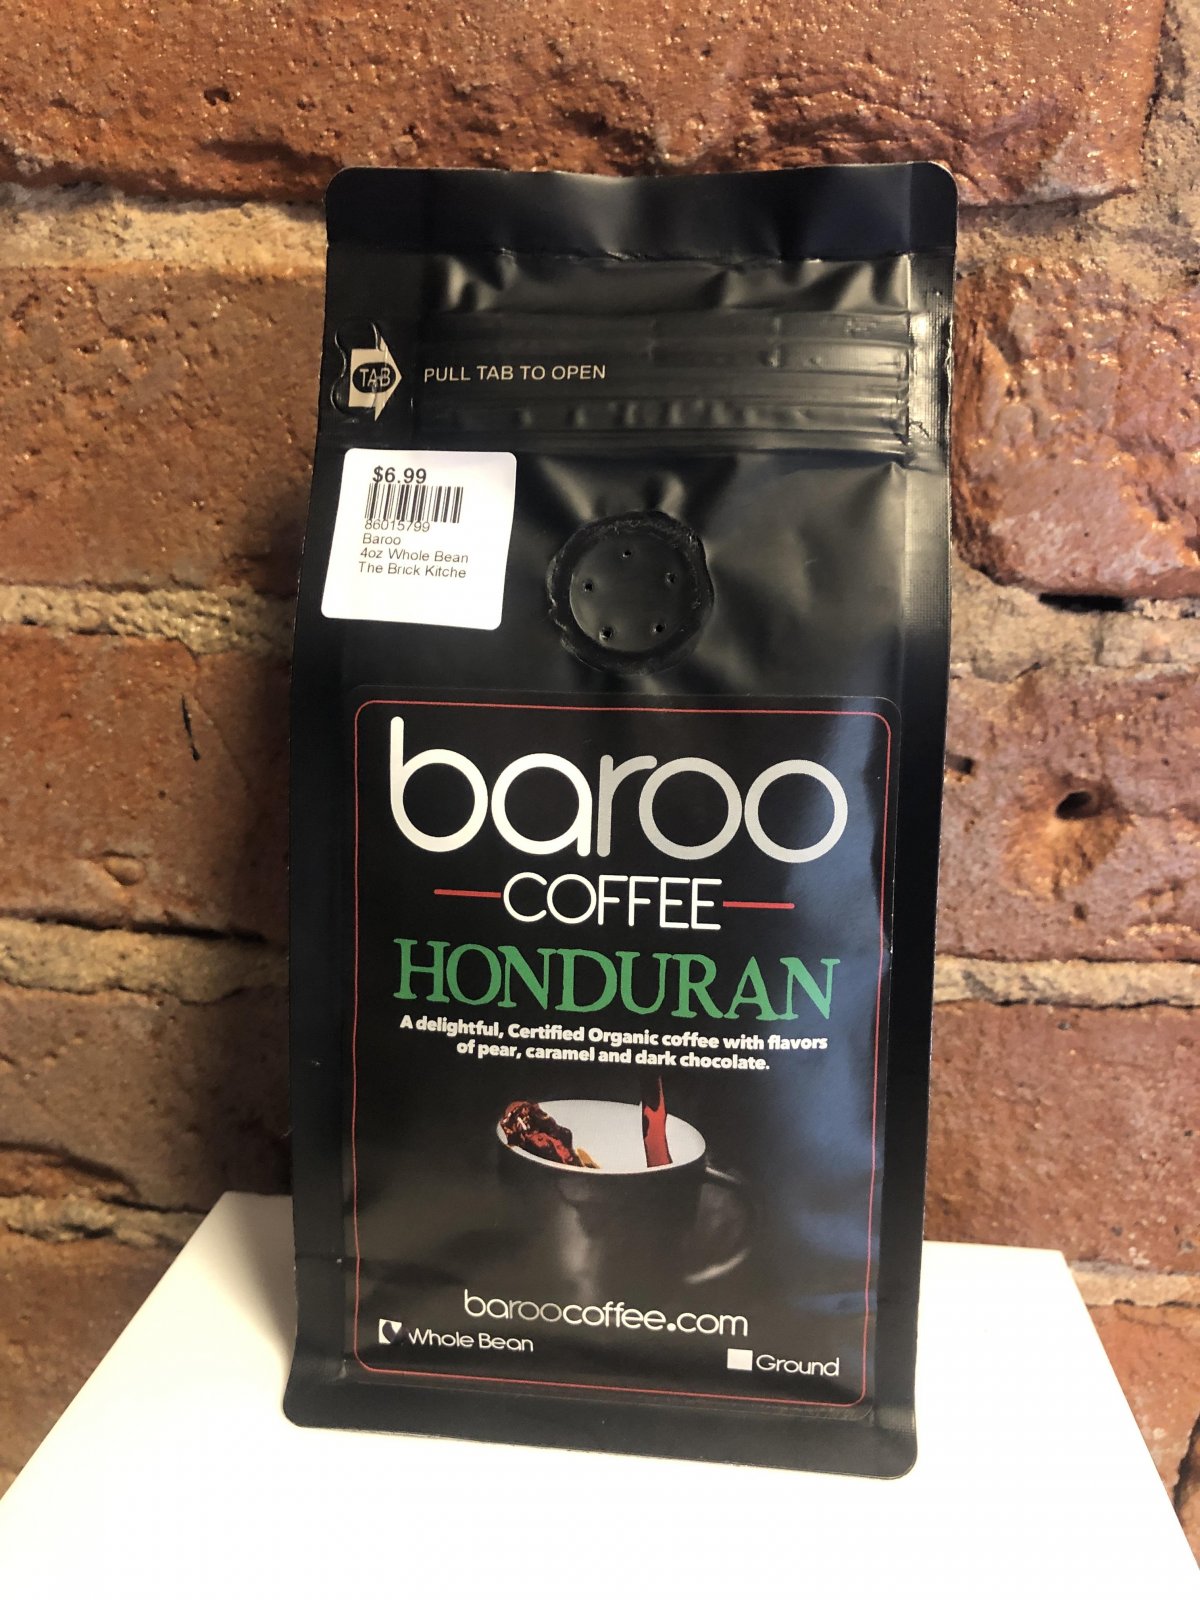 TAB
PULL TAB TO OPEN
$6.99
86015799
Baroo
4oz Whole Bean
The Brick Kitche
baroo
COFFEE
HONDURAN
A delightful, Certified Organic coffee with flavors
of pear, caramel and dark chocolate.
baroocoffee.com
Whole Bean
Ground